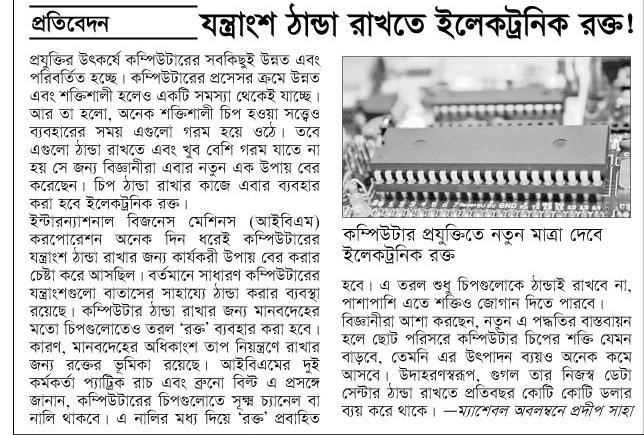 প্রতিবেদন
যন্ত্রাংশ ঠান্ডা রাখতে ইলেকট্রনিক রক্ত!
প্রযুক্তির উৎকর্ষে কম্পিউটারের সবকিছুই উন্নত এবং
পরিবর্তিত হচ্ছে। কম্পিউটারের প্রসেসর ক্রমে উন্নত
এবং শক্তিশালী হলেও একটি সমস্যা থেকেই যাচ্ছে।
আর তা হলো, অনেক শক্তিশালী চিপ হওয়া সত্ত্বেও
ব্যবহারের সময় এগুলো গরম হয়ে ওঠে। তবে
এগুলো ঠান্ডা রাখতে এবং খুব বেশি গরম যাতে না
হয় সে জন্য বিজ্ঞানীরা এবার নতুন এক উপায় বের
করেছেন। চিপ ঠান্ডা রাখার কাজে এবার ব্যবহার
করা হবে ইলেকট্রনিক রক্ত।
ইন্টারন্যাশনাল বিজনেস মেশিনস (আইবিএম)
করপোরেশন অনেক দিন ধরেই কম্পিউটারের
যন্ত্রাংশ ঠান্ডা রাখার জন্য কার্যকরী উপায় বের করার
চেষ্টা করে আসছিল। বর্তমানে সাধারণ কম্পিউটারের
যন্ত্রাংশগুলো বাতাসের সাহায্যে ঠান্ডা করার ব্যবস্থা
রয়েছে। কম্পিউটার ঠান্ডা রাখার জন্য মানবদেহের
মতো চিপগুলোতেও তরল ‘রক্ত’ ব্যবহার করা হবে।
কারণ, মানবদেহের অধিকাংশ তাপ নিয়ন্ত্রণে রাখার
জন্য রক্তের ভূমিকা রয়েছে। আইবিএমের দুই
কর্মকর্তা প্যাট্রিক রাচ এবং ব্রুনো মিল্ট এ প্রসঙ্গে
জানান, কম্পিউটারের চিপগুলোতে সূক্ষ্ম চ্যানেল বা
নালি থাকবে। এ নালির মধ্য দিয়ে ‘রক্ত’ প্রবাহিত
কম্পিউটার প্রযুক্তিতে নতুন মাত্রা দেবে
ইলেকট্রনিক রক্ত
হবে। এ তরল শুধু চিপগুলোকে ঠান্ডাই রাখবে না,
পাশাপাশি এতে শক্তিও জোগান দিতে পারবে।
বিজ্ঞানীরা আশা করছেন, নতুন এ পদ্ধতির বাস্তবায়ন
হলে ছোট পরিসরে কম্পিউটার চিপের শক্তি যেমন
বাড়বে, তেমনি এর উৎপাদন ব্যয়ও অনেক কমে
আসবে। উদাহরণস্বরূপ, গুগল তার নিজস্ব ডেটা
সেন্টার ঠান্ডা রাখতে প্রতিবছর কোটি কোটি ডলার
ব্যয় করে থাকে। —ম্যাশেবল অবলম্বনে প্রদীপ সাহা